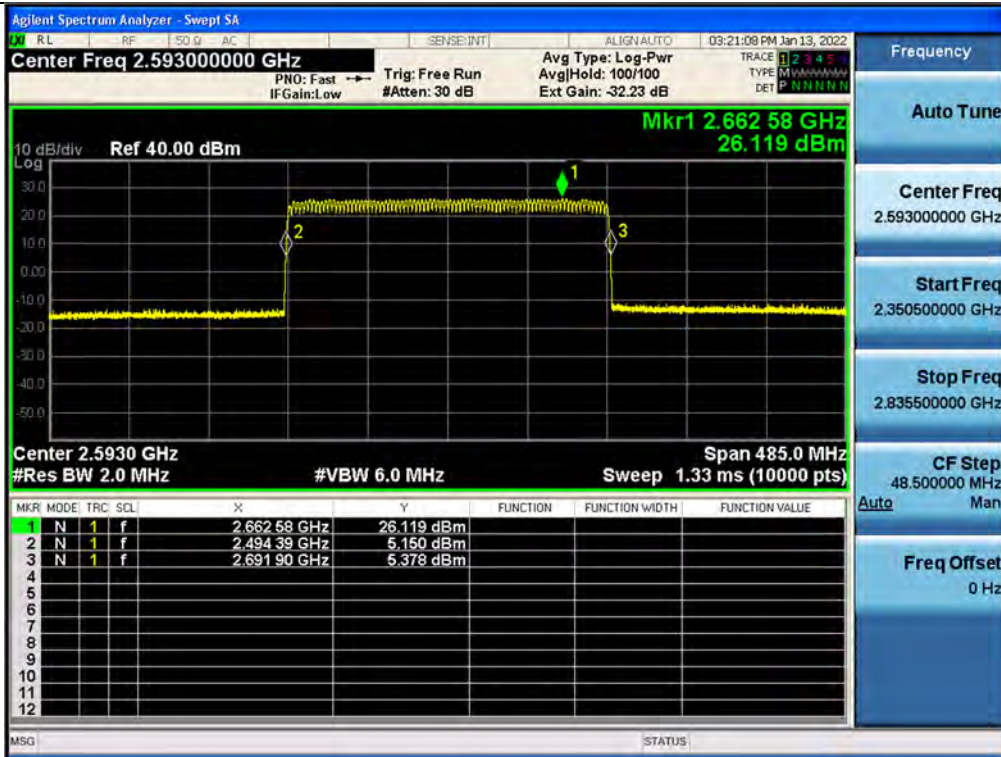 Agilent Spectrum Analyzer - Swept SA
LXI RL RF 50 Ω AC SENSE:INT ALIGN AUTO 03:21:08 PM Jan 13, 2022
Center Freq 2.593000000 GHz Avg Type: Log-Pwr TRACE 1 2 3 4 5 6
PNO: Fast Trig: Free Run Avg|Hold: 100/100 TYPE M
IFGain:Low #Atten: 30 dB Ext Gain: -32.23 dB DET P N N N N N
Mkr1 2.662 58 GHz
26.119 dBm
10 dB/div Ref 40.00 dBm
Log
30.0
20.0
10.0
0.00
-10.0
-20.0
-30.0
-40.0
-50.0
1
2
3
Center 2.5930 GHz Span 485.0 MHz
#Res BW 2.0 MHz #VBW 6.0 MHz Sweep 1.33 ms (10000 pts)
MKR MODE TRC SCL X Y FUNCTION FUNCTION WIDTH FUNCTION VALUE
1 N 1 f 2.662 58 GHz 26.119 dBm
2 N 1 f 2.494 39 GHz 5.150 dBm
3 N 1 f 2.691 90 GHz 5.378 dBm
4
5
6
7
8
9
10
11
12
MSG STATUS
Frequency
Auto Tune
Center Freq
2.593000000 GHz
Start Freq
2.350500000 GHz
Stop Freq
2.835500000 GHz
CF Step
48.500000 MHz
Auto Man
Freq Offset
0 Hz